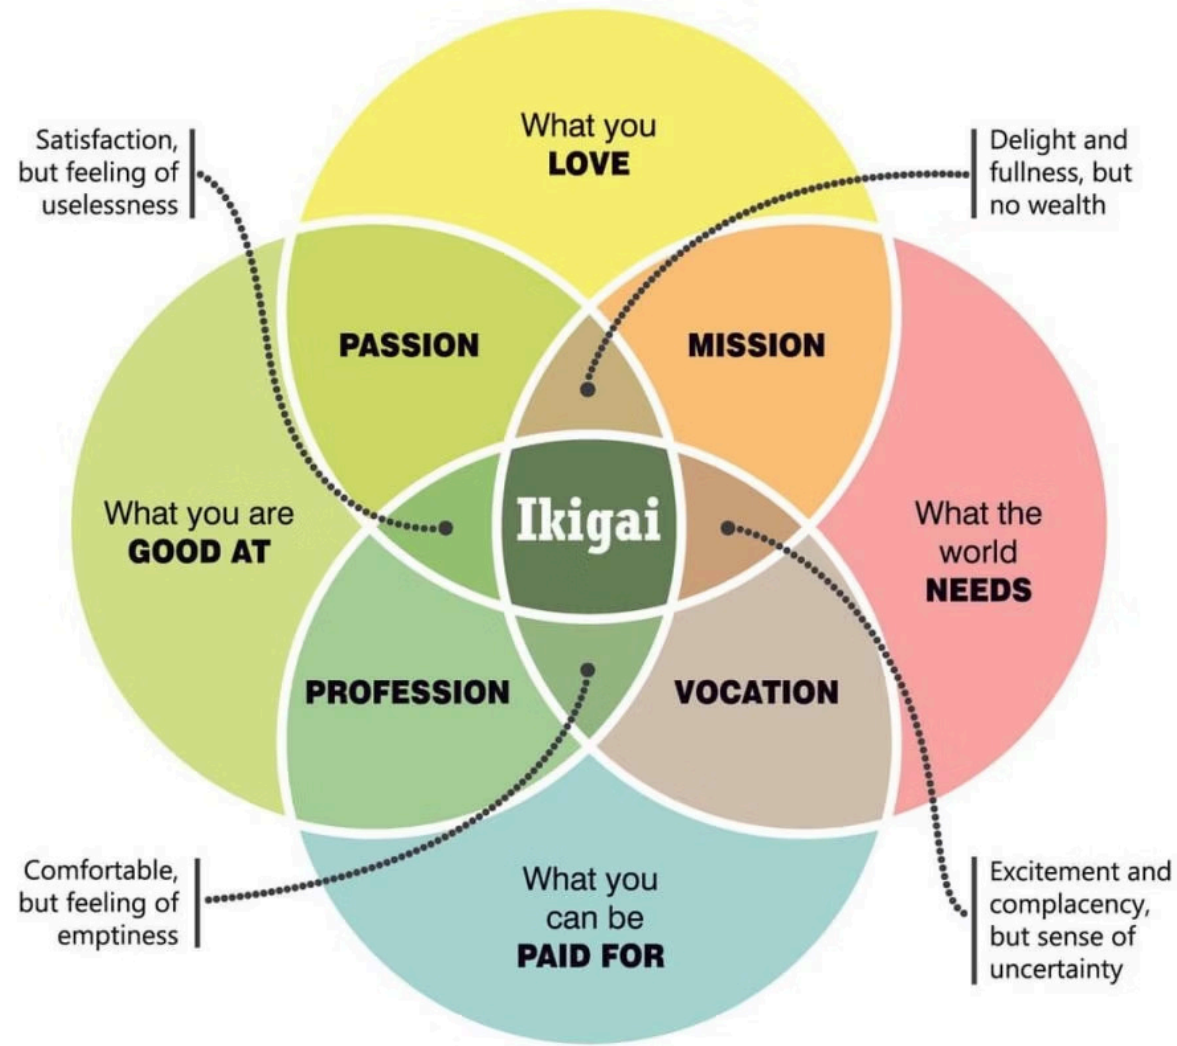 What you
LOVE
Satisfaction,
but feeling of
uselessness
Delight and
fullness, but
no wealth
PASSION
MISSION
What you are
GOOD AT
Ikigai
What the
world
NEEDS
PROFESSION
VOCATION
Comfortable,
but feeling of
emptiness
What you
can be
PAID FOR
Excitement and
complacency,
but sense of
uncertainty